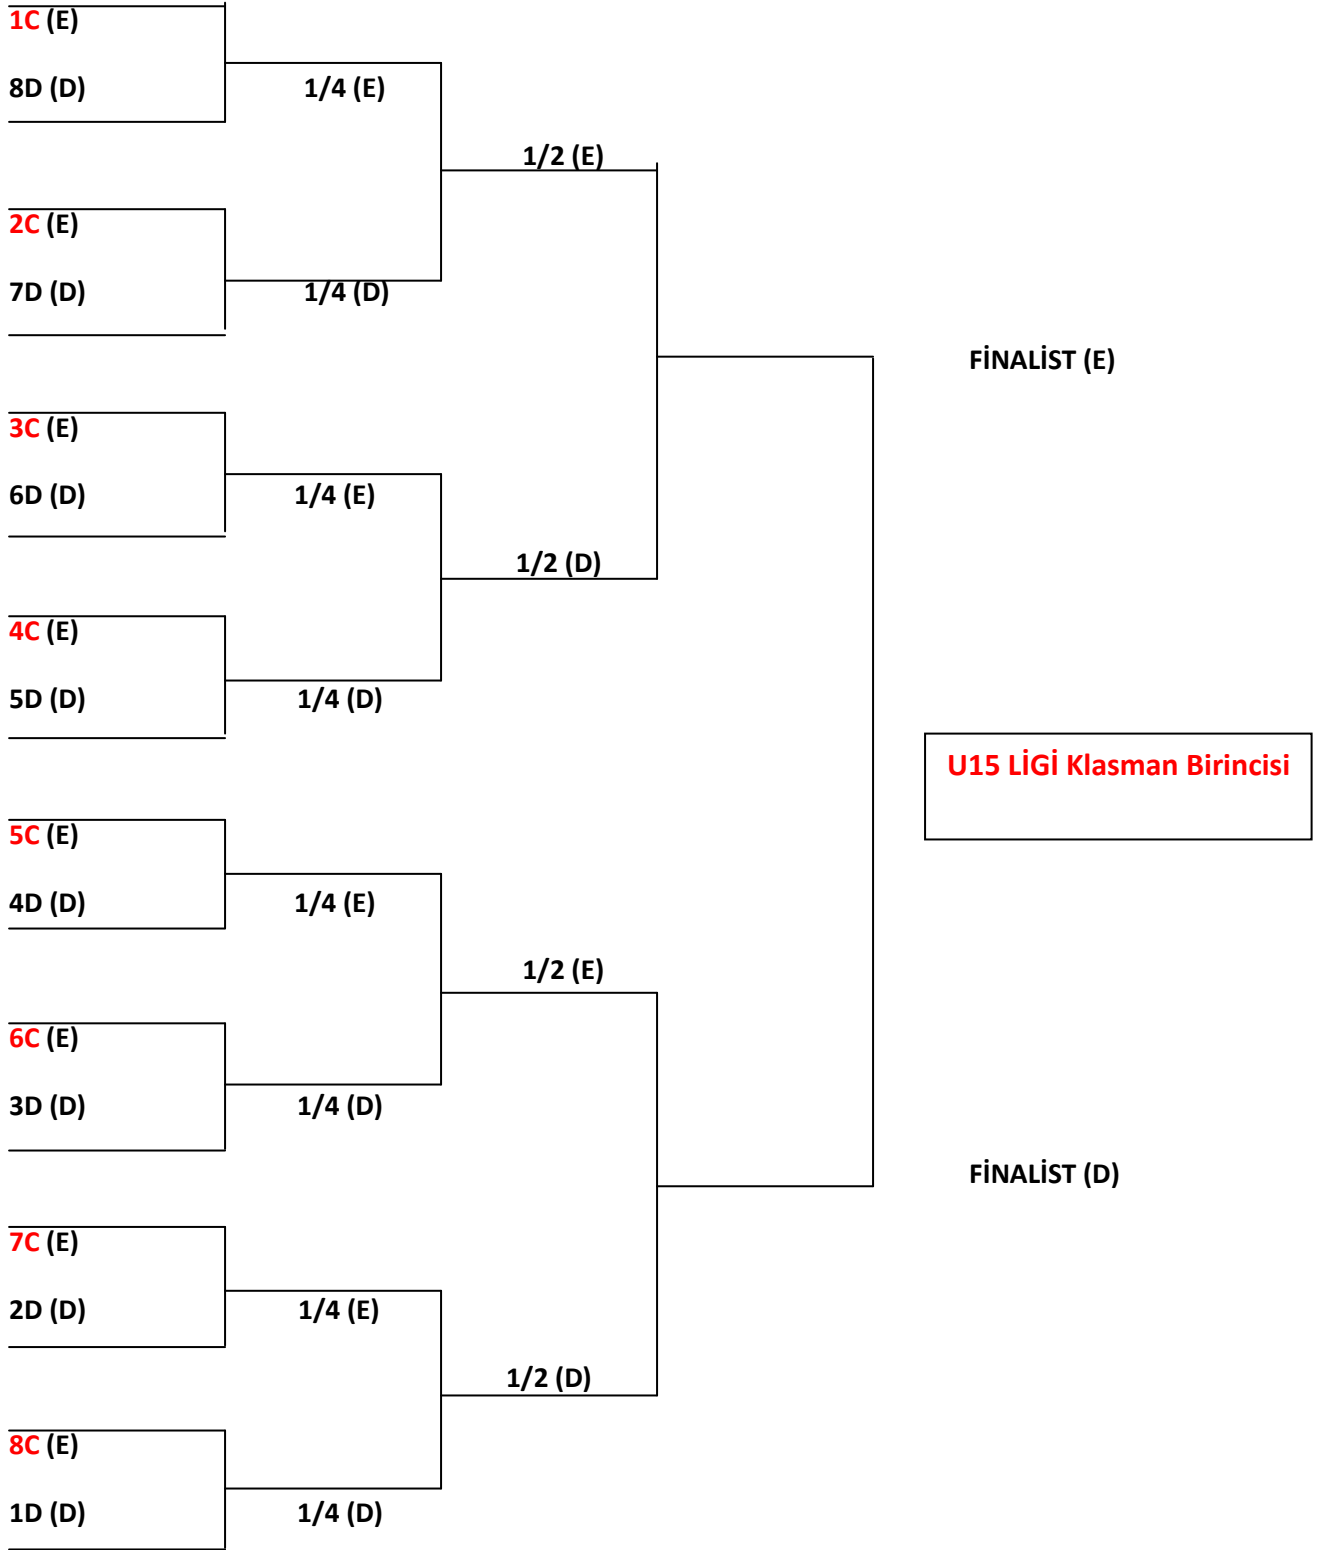 1C (E)
8D (D)
1/4 (E)
1/2 (E)
2C (E)
7D (D)
1/4 (D)
FİNALİST (E)
3C (E)
6D (D)
1/4 (E)
1/2 (D)
4C (E)
5D (D)
1/4 (D)
U15 LİGİ Klasman Birincisi
5C (E)
4D (D)
1/4 (E)
1/2 (E)
6C (E)
3D (D)
1/4 (D)
FİNALİST (D)
7C (E)
2D (D)
1/4 (E)
1/2 (D)
8C (E)
1D (D)
1/4 (D)